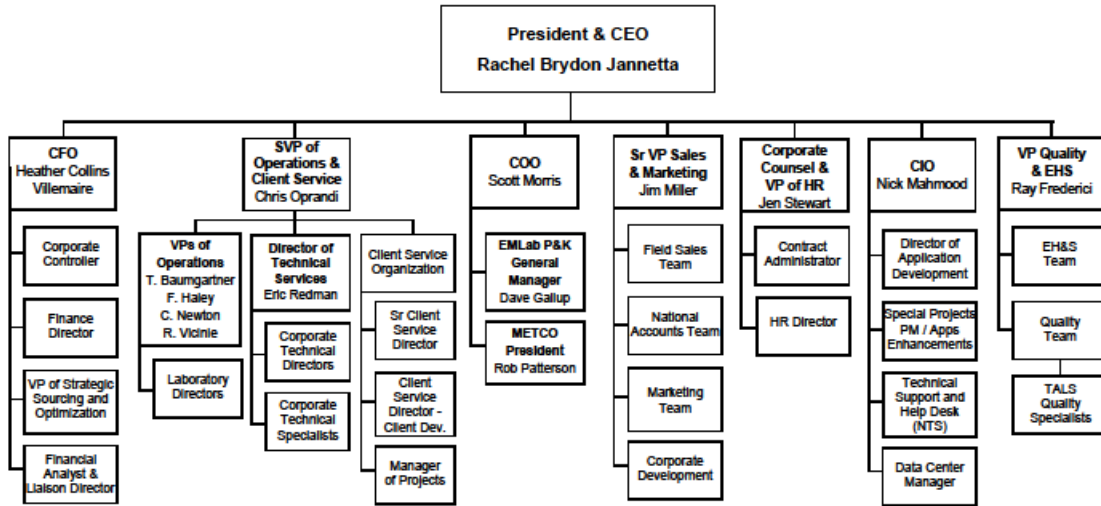 President & CEO
Rachel Brydon Jannetta
CFO
Heather Collins
Villemaire
SVP of
Operations &
Client Service
Chris Oprandi
COO
Scott Morris
Sr VP Sales
& Marketing
Jim Miller
Corporate
Counsel &
VP of HR
Jen Stewart
CIO
Nick Mahmood
VP Quality
& EHS
Ray Frederici
Corporate
Controller
Finance
Director
VP of Strategic
Sourcing and
Optimization
Financial
Analyst &
Liaison Director
VPs of
Operations
T. Baumgartner
F. Haley
C. Newton
R. Vicinie
Laboratory
Directors
Director of
Technical
Services
Eric Redman
Corporate
Technical
Directors
Corporate
Technical
Specialists
Client Service
Organization
Sr Client
Service
Director
Client
Service
Director -
Client Dev.
Manager
of Projects
EMLab P&K
General
Manager
Dave Gallup
METCO
President
Rob Patterson
Field Sales
Team
National
Accounts Team
Marketing
Team
Corporate
Development
Contract
Administrator
HR Director
Director of
Application
Development
Special Projects
PM / Apps
Enhancements
Technical
Support and
Help Desk
(NTS)
Data Center
Manager
EH&S
Team
Quality
Team
TALS
Quality
Specialists